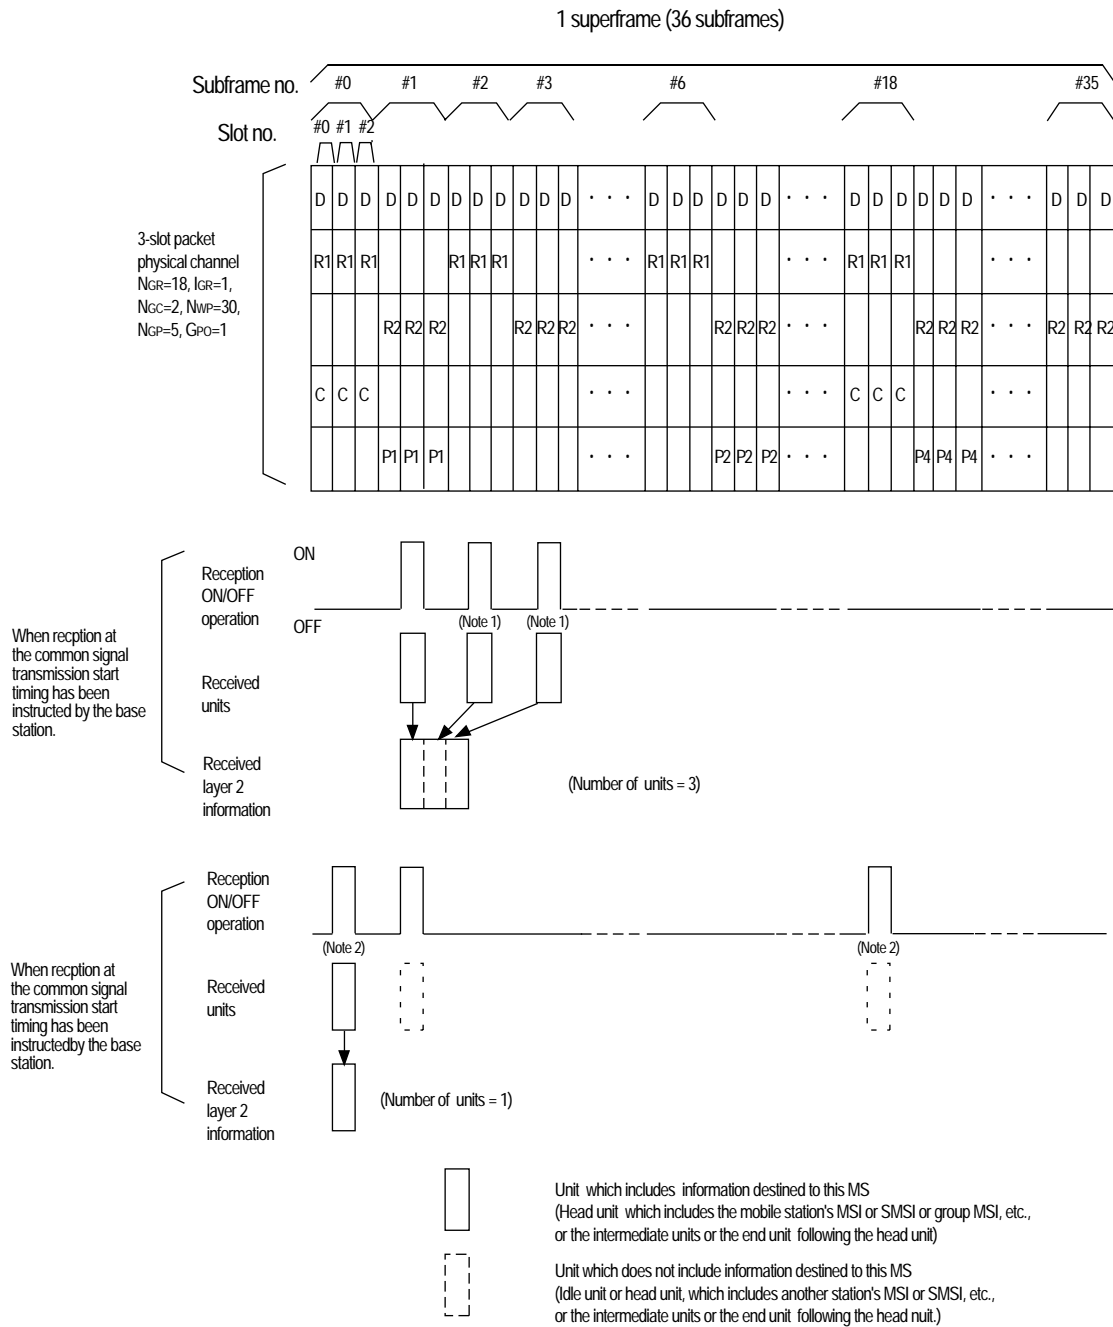 1 superframe (36 subframes)
Subframe no. #0 #1 #2 #3 #6 #18 #35
Slot no. #0 #1 #2
D D D D D D D D D D D D · · · D D D D D D · · · D D D D D D · · · D D D
3-slot packet
physical channel
NGR=18, IGR=1,
NGC=2, NWP=30,
NGP=5, GPO=1
R1 R1 R1 R1 R1 R1 · · · R1 R1 R1 · · · R1 R1 R1 · · ·
R2 R2 R2 R2 R2 R2 · · · R2 R2 R2 · · · R2 R2 R2 · · · R2 R2 R2
C C C · · · · · · C C C · · ·
P1 P1 P1 · · · P2 P2 P2 · · · P4 P4 P4 · · ·
When recption at
the common signal
transmission start
timing has been
instructed by the base
station.
Reception
ON/OFF
operation
ON
OFF
(Note 1) (Note 1)
Received
units
Received
layer 2
information
(Number of units = 3)
When recption at
the common signal
transmission start
timing has been
instructedby the base
station.
Reception
ON/OFF
operation
(Note 2) (Note 2)
Received
units
Received
layer 2
information
(Number of units = 1)
Unit which includes information destined to this MS
(Head unit which includes the mobile station's MSI or SMSI or group MSI, etc.,
or the intermediate units or the end unit following the head unit)
Unit which does not include information destined to this MS
(Idle unit or head unit, which includes another station's MSI or SMSI, etc.,
or the intermediate units or the end unit following the head nuit.)